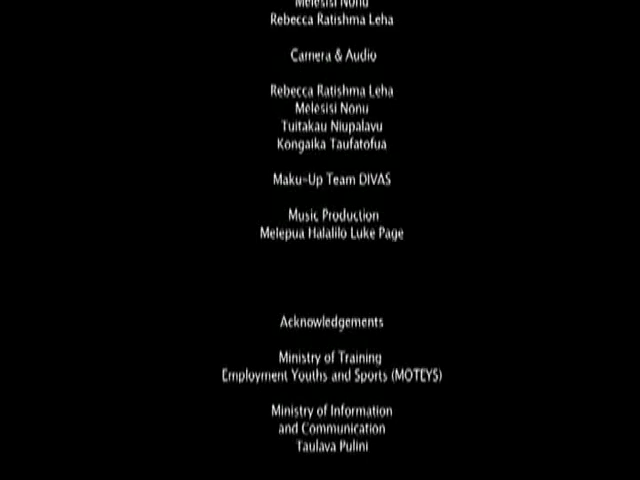 Melesisi Nonu
Rebecca Ratishma Leha
Camera & Audio
Rebecca Ratishma Leha
Melesisi Nonu
Tuitakau Niupalavu
Kongaika Taufatofua
Maku-Up Team DIVAS
Music Production
Melepua Halalilo Luke Page
Acknowledgements
Ministry of Training
Employment Youths and Sports (MOTEYS)
Ministry of Information
and Communication
Taulava Pulini